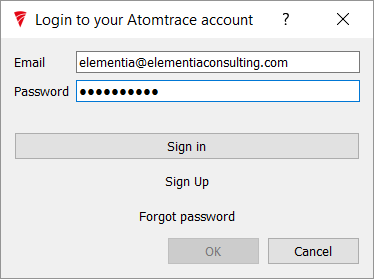 Login to your Atomtrace account ?
Email elementia@elementiaconsulting.com
Password ●●●●●●●●●●
Sign in
Sign Up
Forgot password
OK Cancel